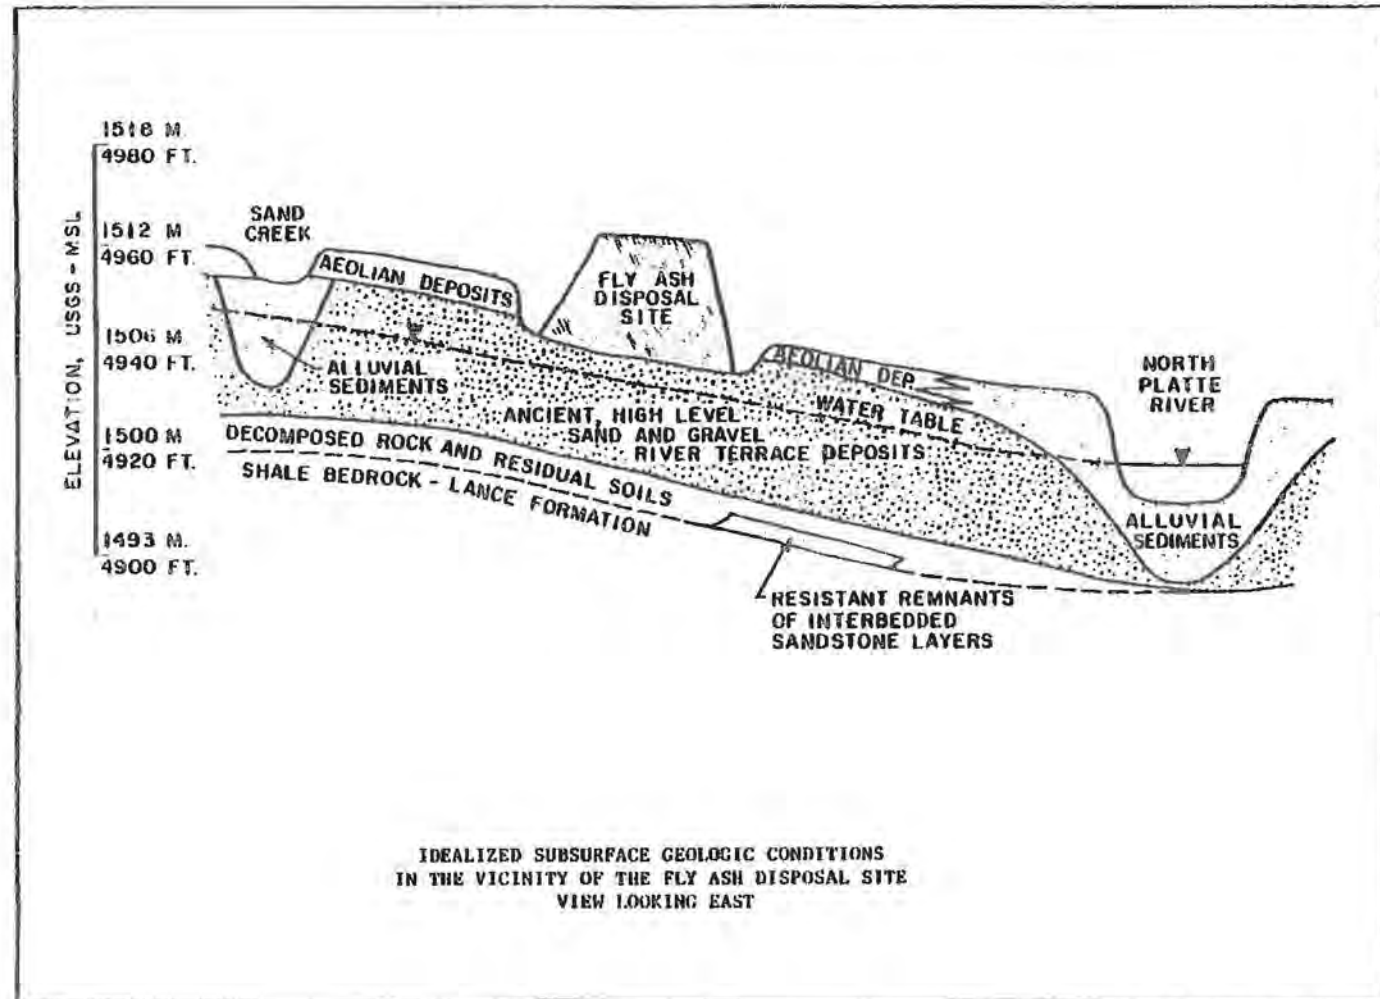 1518 M.
4980 FT.
1512 M
4960 FT.
1506 M
4940 FT.
1500 M
4920 FT.
1493 M.
4900 FT.
ELEVATION, USGS - M.S.L.
SAND
CREEK
AEOLIAN DEPOSITS
FLY ASH
DISPOSAL
SITE
ALLUVIAL
SEDIMENTS
AEOLIAN DEP.
NORTH
PLATTE
RIVER
WATER TABLE
ANCIENT, HIGH LEVEL
SAND AND GRAVEL
RIVER TERRACE DEPOSITS
DECOMPOSED ROCK AND RESIDUAL SOILS
SHALE BEDROCK - LANCE FORMATION
ALLUVIAL
SEDIMENTS
RESISTANT REMNANTS
OF INTERBEDDED
SANDSTONE LAYERS
IDEALIZED SUBSURFACE GEOLOGIC CONDITIONS
IN THE VICINITY OF THE FLY ASH DISPOSAL SITE
VIEW LOOKING EAST